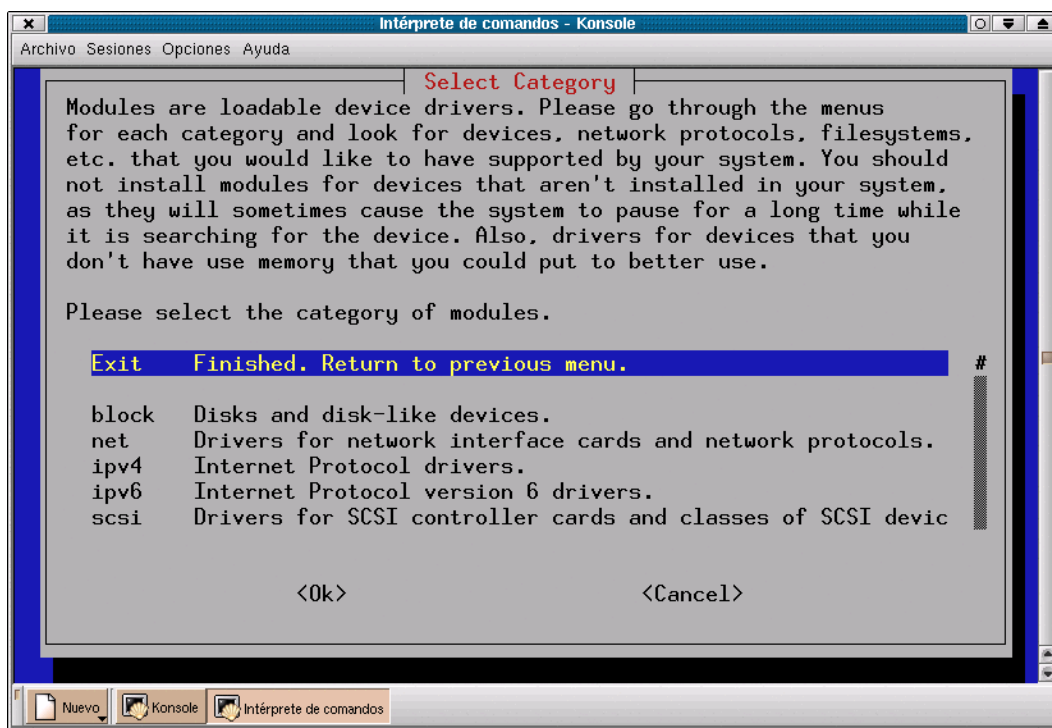 Intérprete de comandos - Konsole
Archivo Sesiones Opciones Ayuda
Select Category
Modules are loadable device drivers. Please go through the menus
for each category and look for devices, network protocols, filesystems,
etc. that you would like to have supported by your system. You should
not install modules for devices that aren't installed in your system,
as they will sometimes cause the system to pause for a long time while
it is searching for the device. Also, drivers for devices that you
don't have use memory that you could put to better use.
Please select the category of modules.
Exit Finished. Return to previous menu. #
block Disks and disk-like devices.
net Drivers for network interface cards and network protocols.
ipv4 Internet Protocol drivers.
ipv6 Internet Protocol version 6 drivers.
scsi Drivers for SCSI controller cards and classes of SCSI devic
<Ok> <Cancel>
Nuevo Konsole Intérprete de comandos